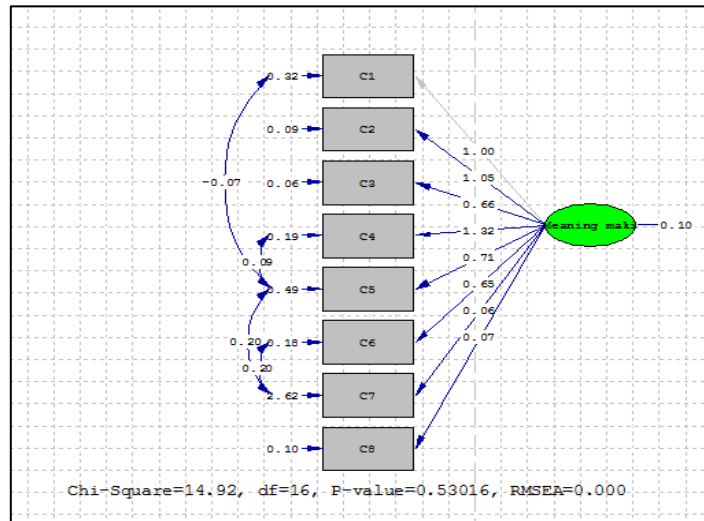 0.32 C1
0.09 C2 1.00
1.05
-0.07 0.06 C3 0.66
0.19 C4 1.32 Meaning maki 0.10
0.09 0.71
0.49 C5 0.65
0.06
0.20 0.18 C6 0.07
0.20
2.62 C7
0.10 C8
Chi-Square=14.92, df=16, P-value=0.53016, RMSEA=0.000